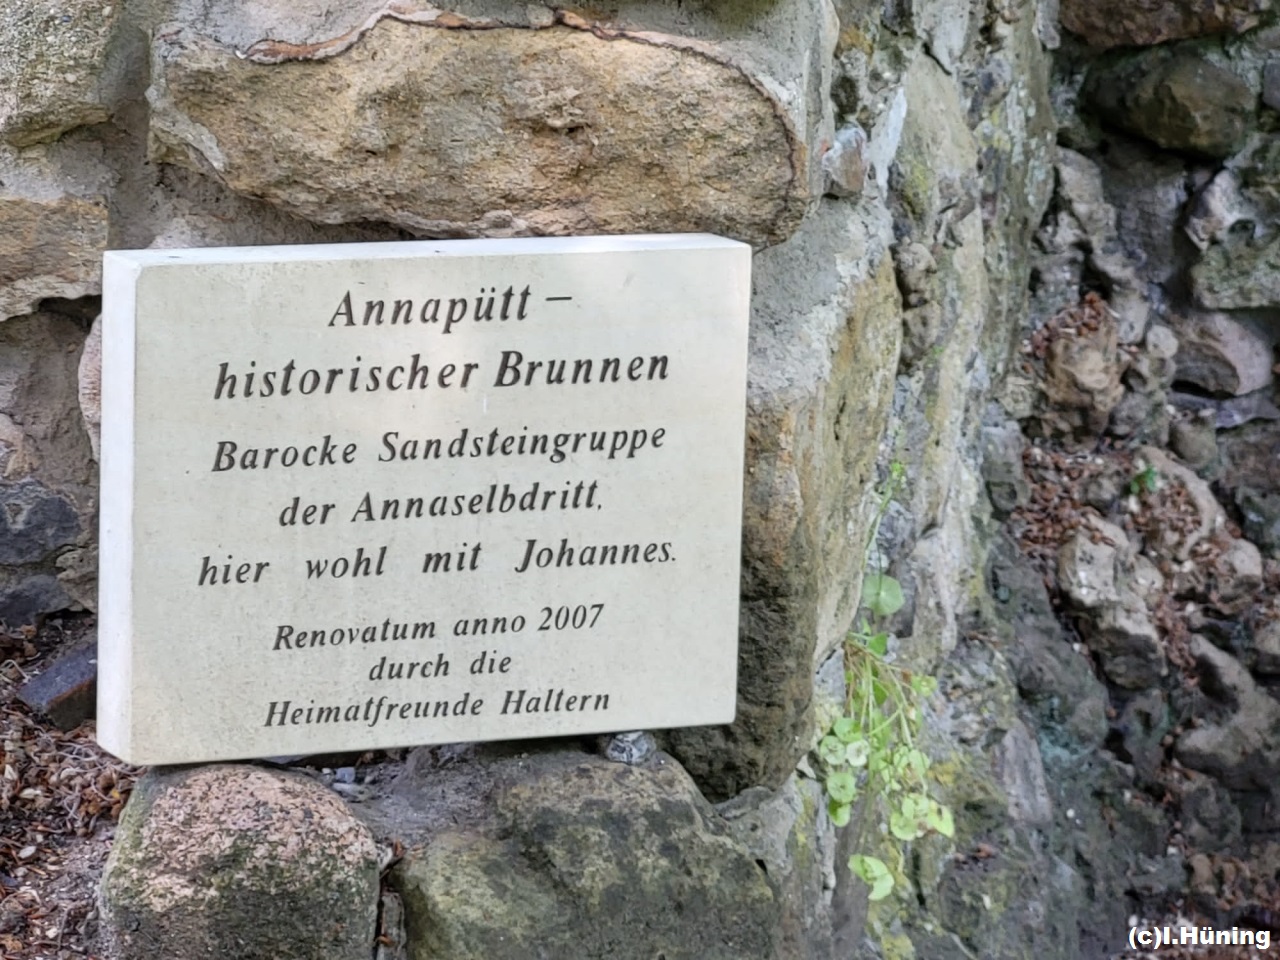 Annapütt –
historischer Brunnen
Barocke Sandsteingruppe
der Annaselbdritt,
hier wohl mit Johannes.
Renovatum anno 2007
durch die
Heimatfreunde Haltern
(c)I.Hüning